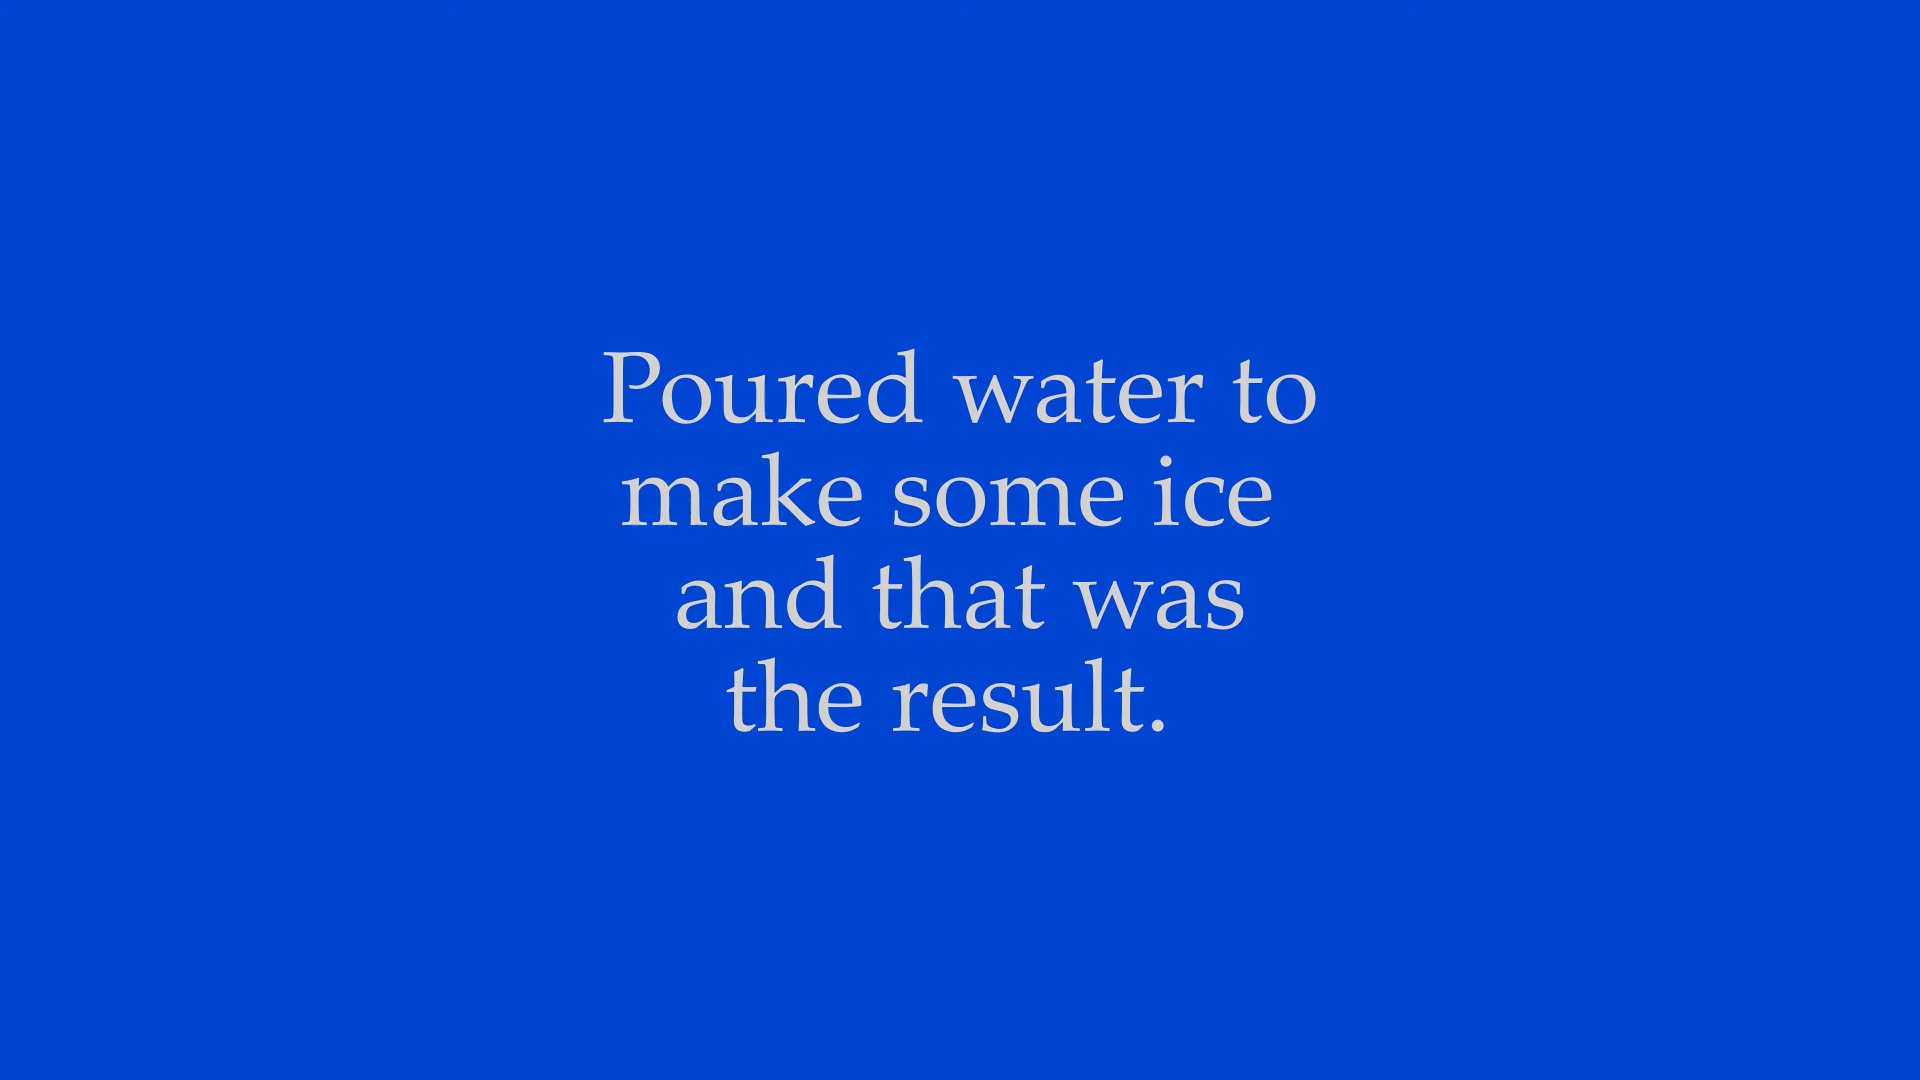 Poured water to
make some ice
and that was
the result.